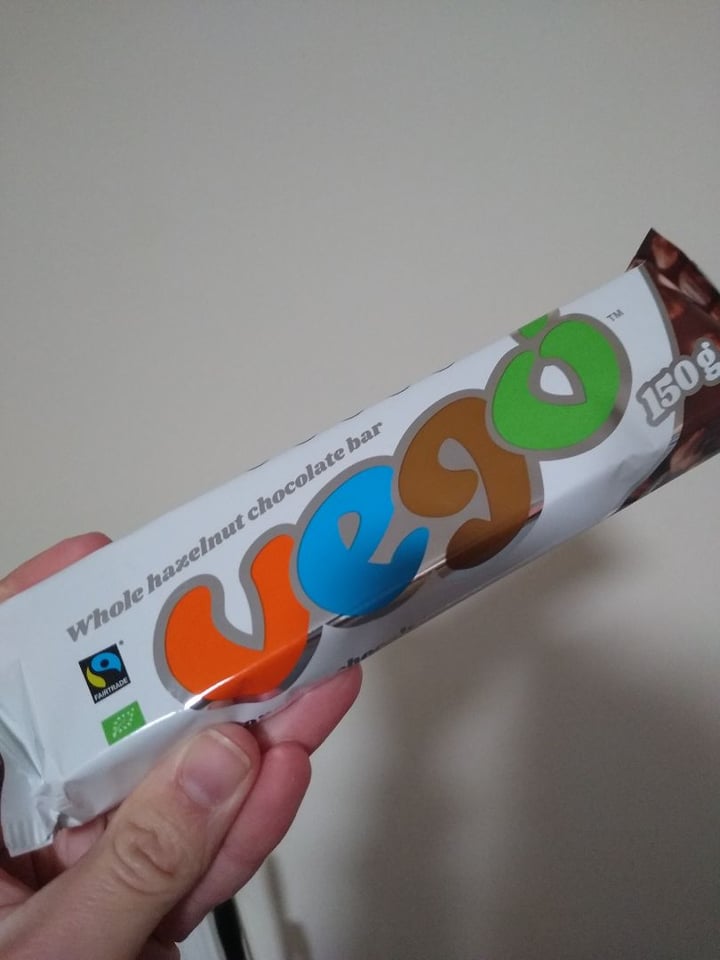 Whole hazelnut chocolate bar
vego
TM
150g
FAIRTRADE